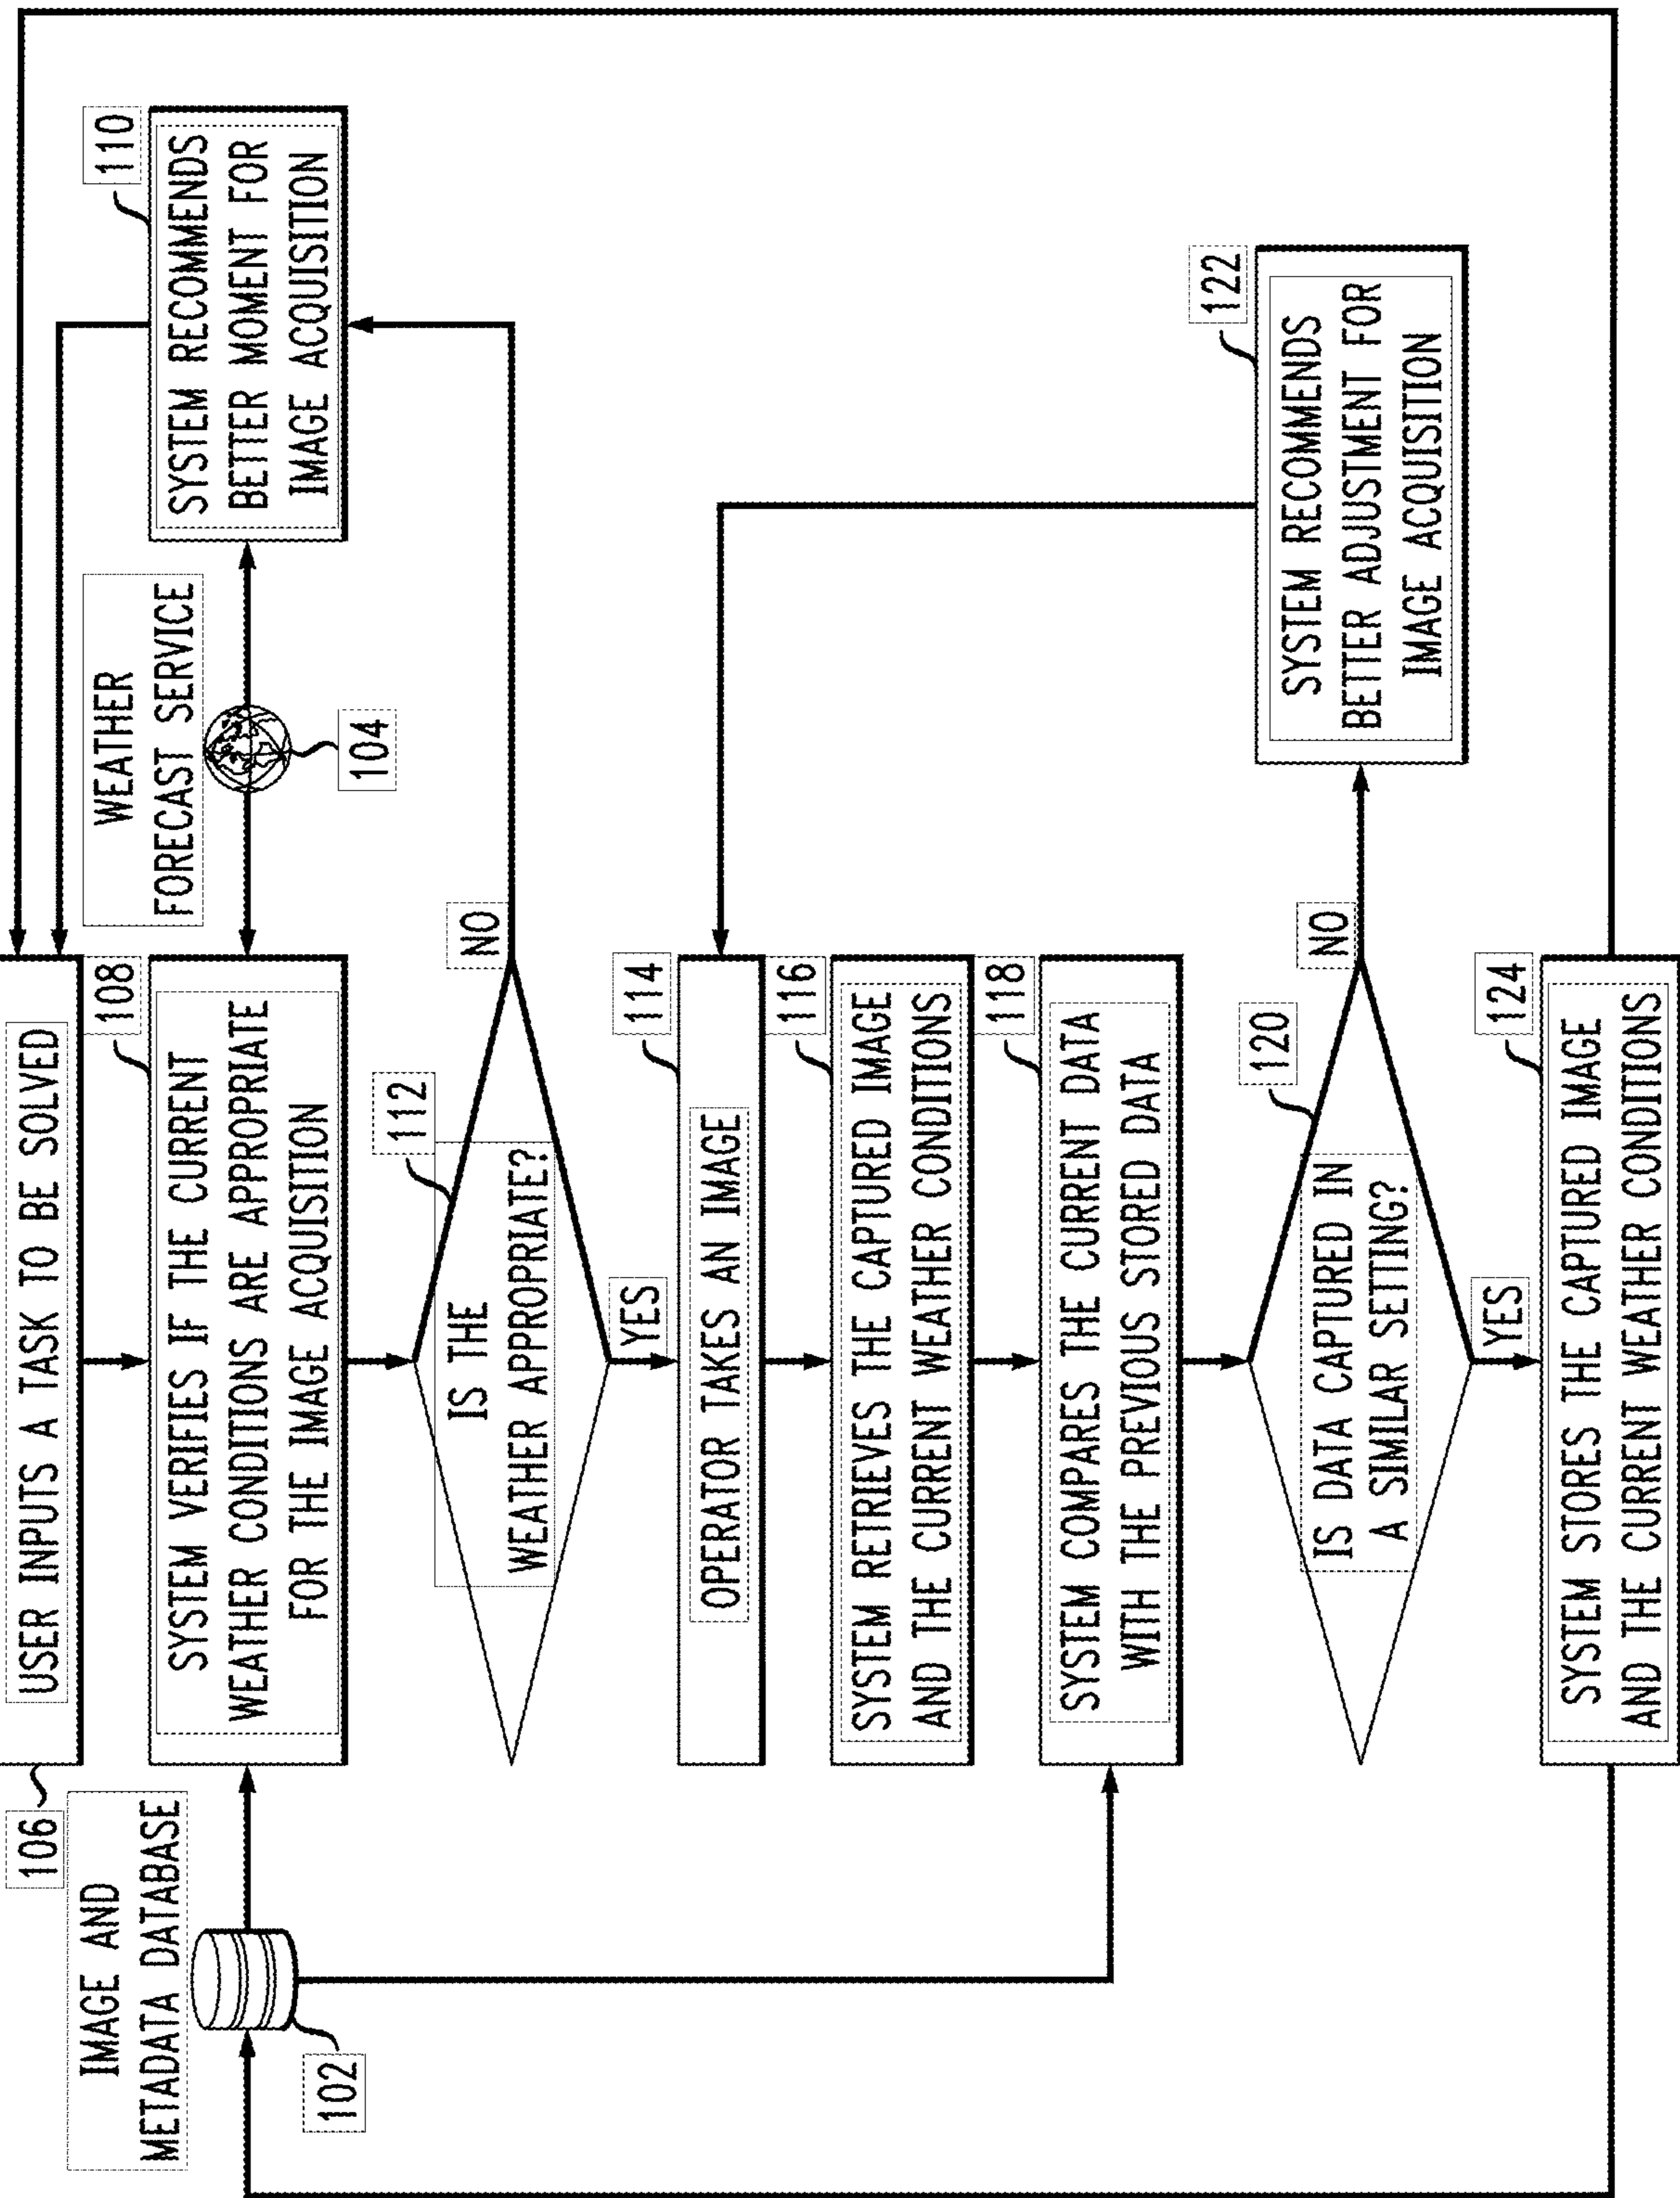 106
USER INPUTS A TASK TO BE SOLVED
IMAGE AND
METADATA DATABASE
102
108
SYSTEM VERIFIES IF THE CURRENT
WEATHER CONDITIONS ARE APPROPRIATE
FOR THE IMAGE ACQUISITION
WEATHER
FORECAST SERVICE
104
110
SYSTEM RECOMMENDS
BETTER MOMENT FOR
IMAGE ACQUISITION
112
IS THE
WEATHER APPROPRIATE?
NO
YES
114
OPERATOR TAKES AN IMAGE
116
SYSTEM RETRIEVES THE CAPTURED IMAGE
AND THE CURRENT WEATHER CONDITIONS
118
SYSTEM COMPARES THE CURRENT DATA
WITH THE PREVIOUS STORED DATA
120
IS DATA CAPTURED IN
A SIMILAR SETTING?
NO
122
SYSTEM RECOMMENDS
BETTER ADJUSTMENT FOR
IMAGE ACQUISITION
YES
124
SYSTEM STORES THE CAPTURED IMAGE
AND THE CURRENT WEATHER CONDITIONS